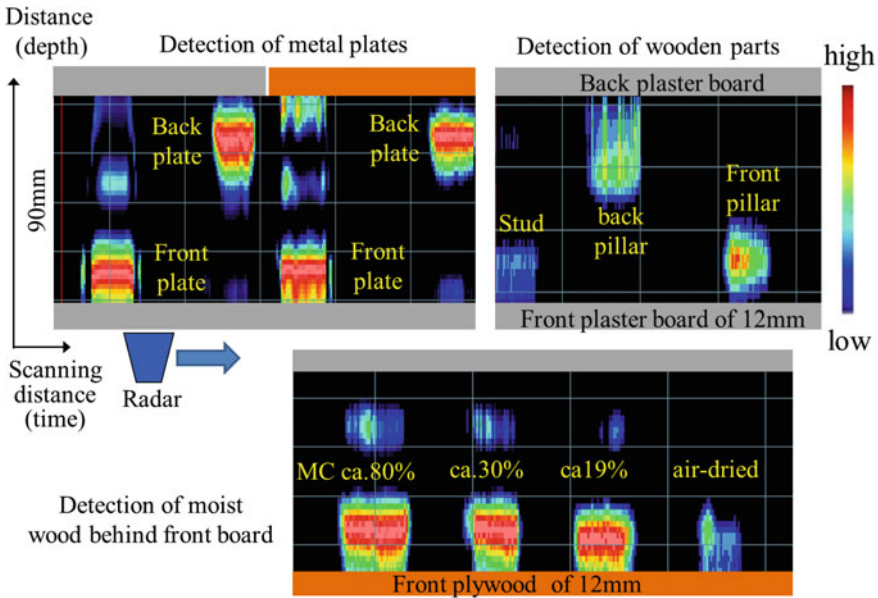 Distance
(depth)
Detection of metal plates
Detection of wooden parts
high
Back plaster board
Back
plate
Back
plate
90mm
Front
pillar
Stud
back
pillar
Front
plate
Front
plate
Front plaster board of 12mm
low
Scanning
distance
(time)
Radar
MC ca.80%
ca.30%
ca19%
air-dried
Detection of moist
wood behind front board
Front plywood of 12mm